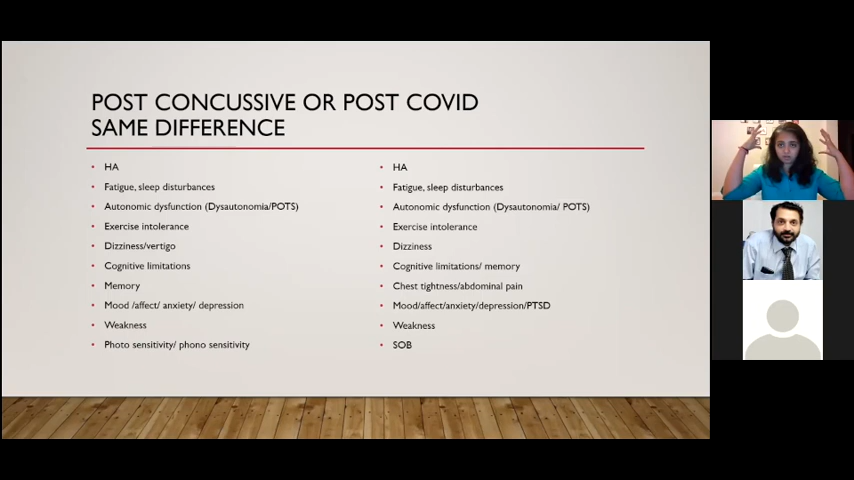 POST CONCUSSIVE OR POST COVID
SAME DIFFERENCE
• HA
• Fatigue, sleep disturbances
• Autonomic dysfunction (Dysautonomia/POTS)
• Exercise intolerance
• Dizziness/vertigo
• Cognitive limitations
• Memory
• Mood /affect/ anxiety/ depression
• Weakness
• Photo sensitivity/ phono sensitivity
• HA
• Fatigue, sleep disturbances
• Autonomic dysfunction (Dysautonomia/ POTS)
• Exercise intolerance
• Dizziness
• Cognitive limitations/ memory
• Chest tightness/abdominal pain
• Mood/affect/anxiety/depression/PTSD
• Weakness
• SOB